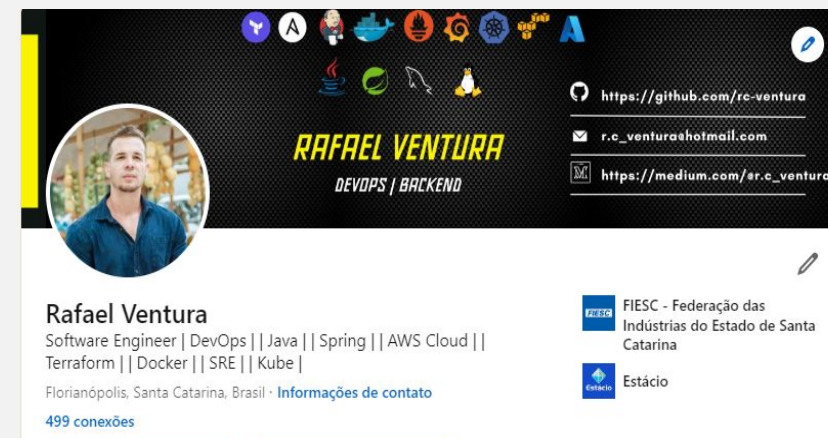 https://github.com/rc-ventura
RAFAEL VENTURA
r.c_ventura@hotmail.com
DEVOPS | BACKEND
https://medium.com/@r.c_ventura
Rafael Ventura
Software Engineer | DevOps | | Java | | Spring | | AWS Cloud | |
Terraform | | Docker | | SRE | | Kube |
Florianópolis, Santa Catarina, Brasil · Informações de contato
499 conexões
FIESC
FIESC - Federação das
Indústrias do Estado de Santa
Catarina
Estácio
Estácio